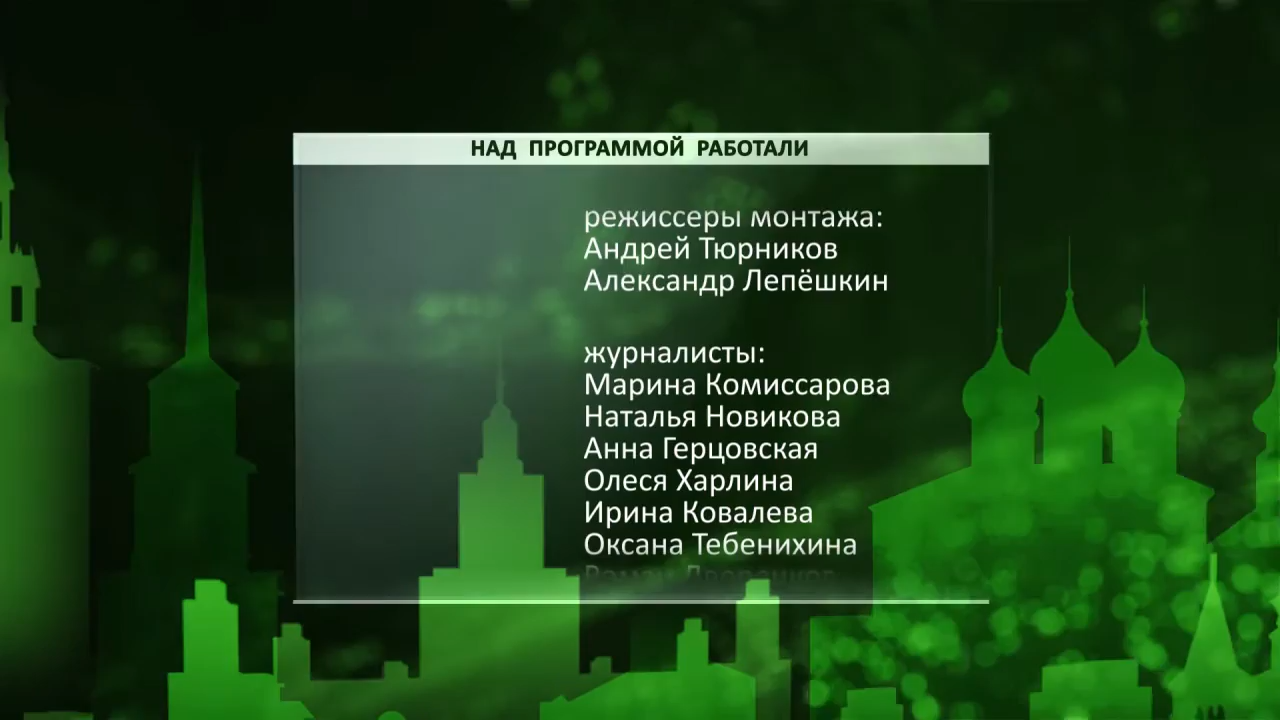 НАД ПРОГРАММОЙ РАБОТАЛИ
режиссеры монтажа:
Андрей Тюрников
Александр Лепёшкин
журналисты:
Марина Комиссарова
Наталья Новикова
Анна Герцовская
Олеся Харлина
Ирина Ковалева
Оксана Тебенихина